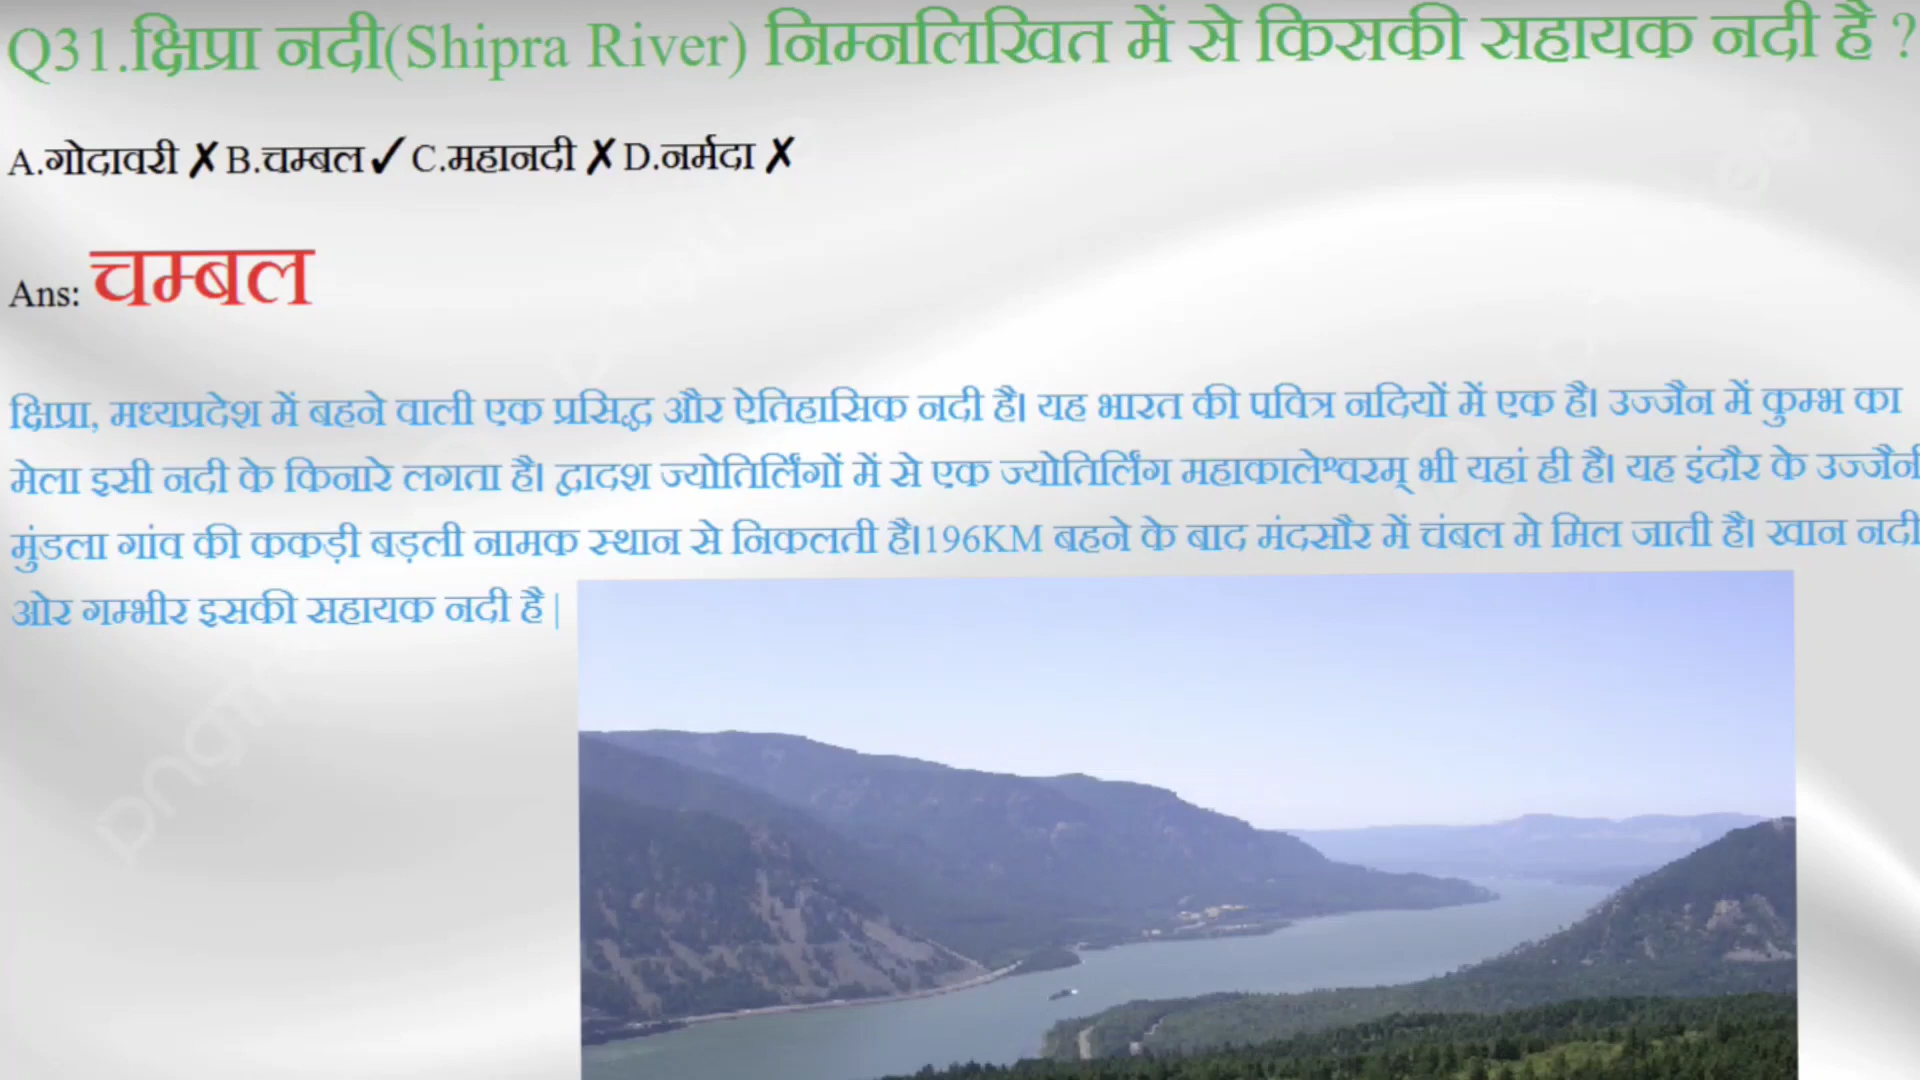 Q31.क्षिप्रा नदी(Shipra River) निम्नलिखित में से किसकी सहायक नदी है ?
A.गोदावरी ✗ B.चम्बल ✓ C.महानदी ✗ D.नर्मदा ✗
Ans: चम्बल
क्षिप्रा, मध्यप्रदेश में बहने वाली एक प्रसिद्ध और ऐतिहासिक नदी है। यह भारत की पवित्र नदियों में एक है। उज्जैन में कुम्भ का
मेला इसी नदी के किनारे लगता है। द्वादश ज्योतिर्लिंगों में से एक ज्योतिर्लिंग महाकालेश्वरम् भी यहां ही है। यह इंदौर के उज्जैनी
मुंडला गांव की ककड़ी बड़ली नामक स्थान से निकलती है।196KM बहने के बाद मंदसौर में चंबल मे मिल जाती है। खान नदी
ओर गम्भीर इसकी सहायक नदी है |